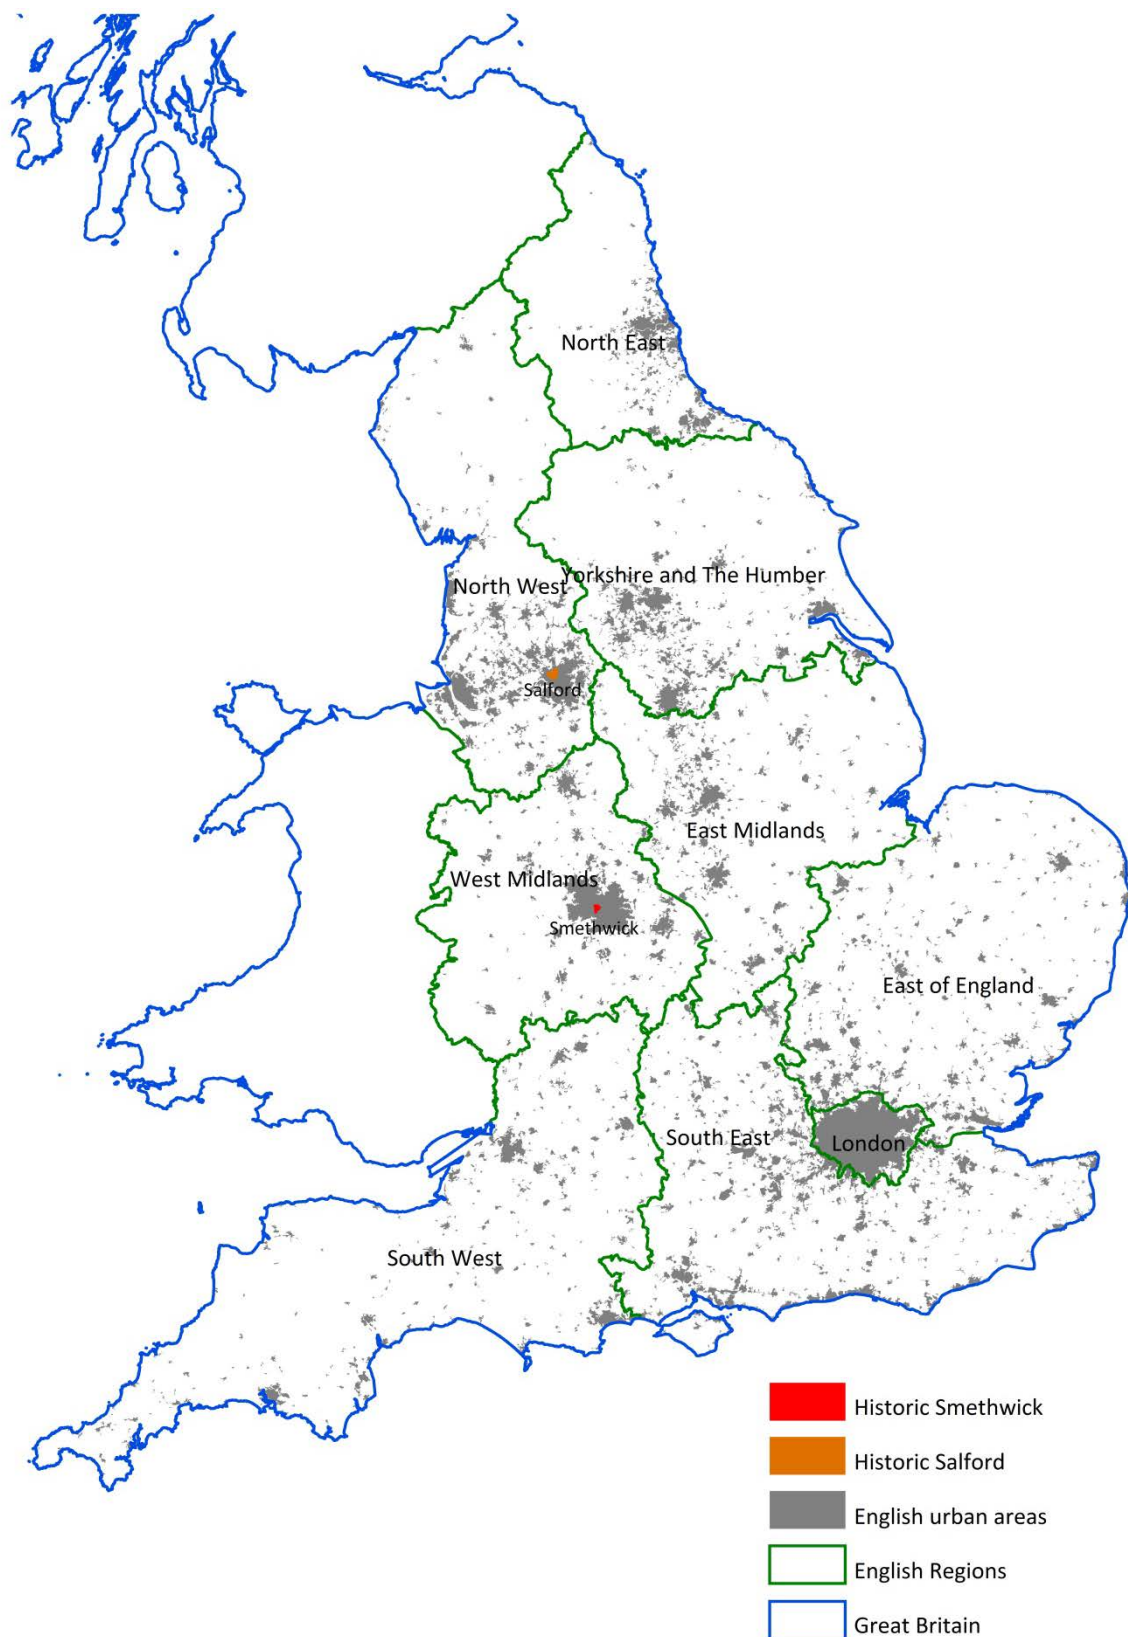 North East
Yorkshire and The Humber
North West
Salford
East Midlands
West Midlands
Smethwick
East of England
South East
London
South West
Historic Smethwick
Historic Salford
English urban areas
English Regions
Great Britain